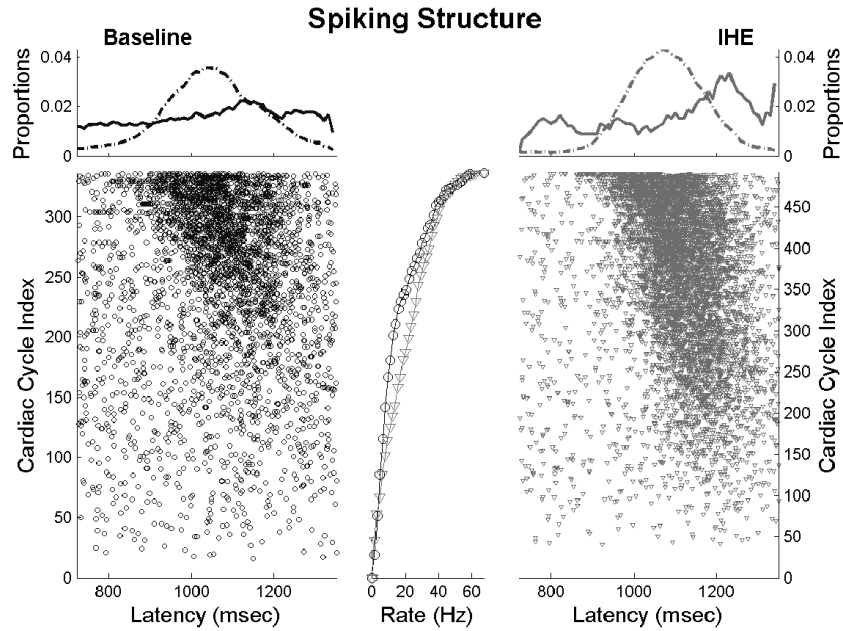 Spiking Structure
Baseline
IHE
Proportions
0.04
0.02
0
0.04
0.02
0
Proportions
Cardiac Cycle Index
300
250
200
150
100
50
0
450
400
350
300
250
200
150
100
50
0
Cardiac Cycle Index
800 1000 1200
0 20 40 60
800 1000 1200
Latency (msec)
Rate (Hz)
Latency (msec)